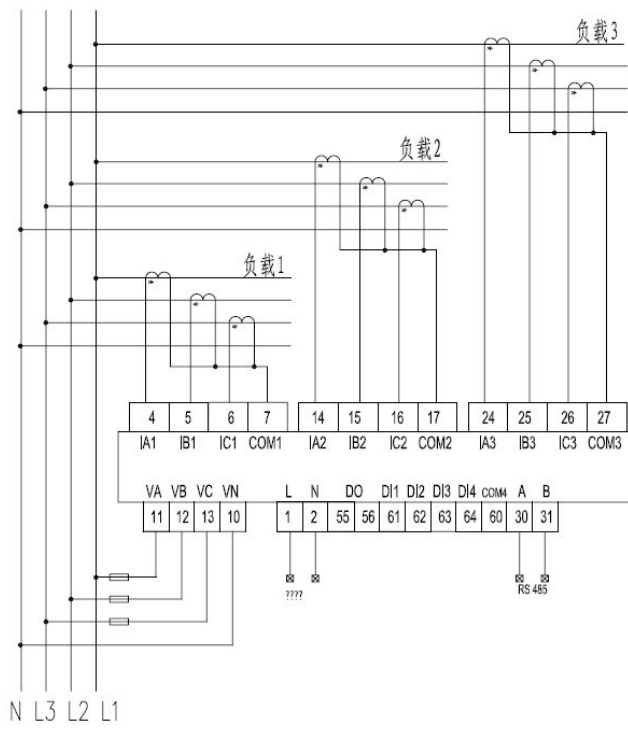 负载3
负载2
负载1
4 5 6 7 14 15 16 17 24 25 26 27
IA1 IB1 IC1 COM1 IA2 IB2 IC2 COM2 IA3 IB3 IC3 COM3
VA VB VC VN L N DO DI1 DI2 DI3 DI4 COM4 A B
11 12 13 10 1 2 55 56 61 62 63 64 60 30 31
???? RS 485
N L3 L2 L1